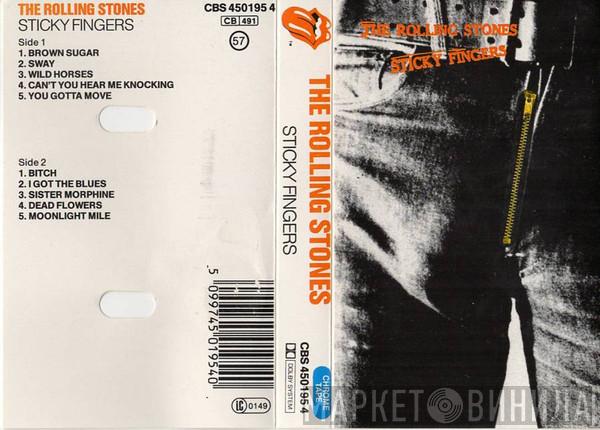 THE ROLLING STONES
STICKY FINGERS
CBS 450195 4
CB 491
57
Side 1
1. BROWN SUGAR
2. SWAY
3. WILD HORSES
4. CAN'T YOU HEAR ME KNOCKING
5. YOU GOTTA MOVE
Side 2
1. BITCH
2. I GOT THE BLUES
3. SISTER MORPHINE
4. DEAD FLOWERS
5. MOONLIGHT MILE
5 099745 019540
LC 0149
THE ROLLING STONES
STICKY FINGERS
CBS 450195 4
DOLBY SYSTEM
CHROME TAPE
THE ROLLING STONES
STICKY FINGERS
МАРКЕТ ВИНИЛА